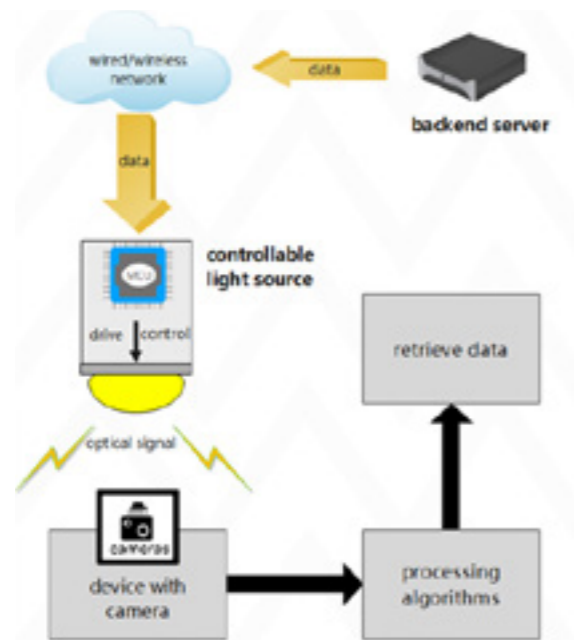 wired/wireless
network
data
backend server
data
controllable
light source
MCU
drive
control
retrieve data
optical signal
cameras
device with
camera
processing
algorithms